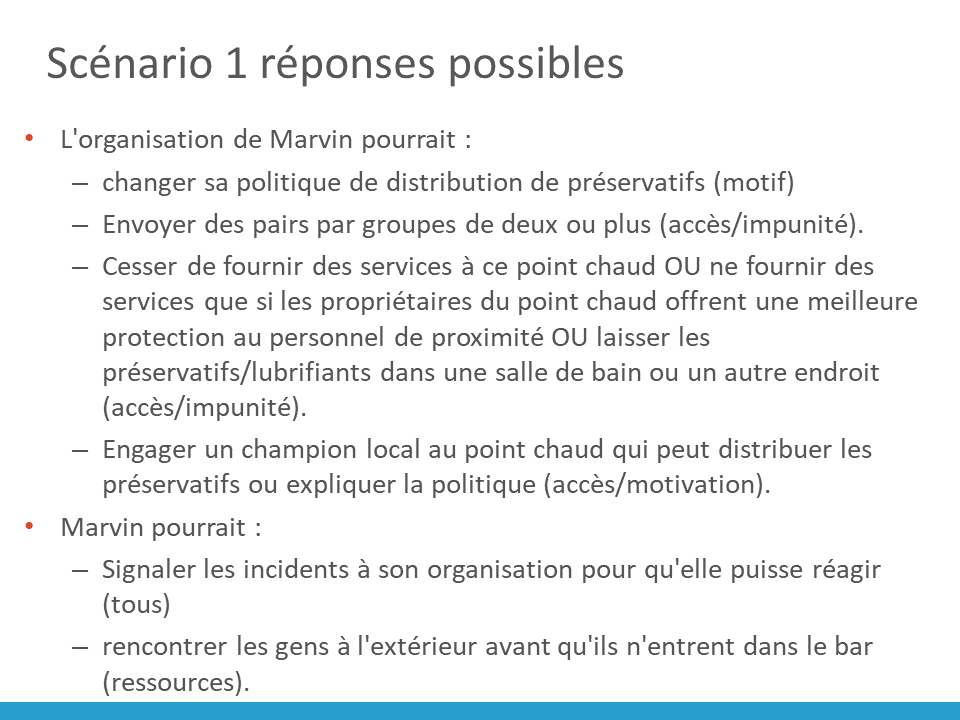 Scénario 1 réponses possibles
• L'organisation de Marvin pourrait :
– changer sa politique de distribution de préservatifs (motif)
– Envoyer des pairs par groupes de deux ou plus (accès/impunité).
– Cesser de fournir des services à ce point chaud OU ne fournir des
services que si les propriétaires du point chaud offrent une meilleure
protection au personnel de proximité OU laisser les
préservatifs/lubrifiants dans une salle de bain ou un autre endroit
(accès/impunité).
– Engager un champion local au point chaud qui peut distribuer les
préservatifs ou expliquer la politique (accès/motivation).
• Marvin pourrait :
– Signaler les incidents à son organisation pour qu'elle puisse réagir
(tous)
– rencontrer les gens à l'extérieur avant qu'ils n'entrent dans le bar
(ressources).